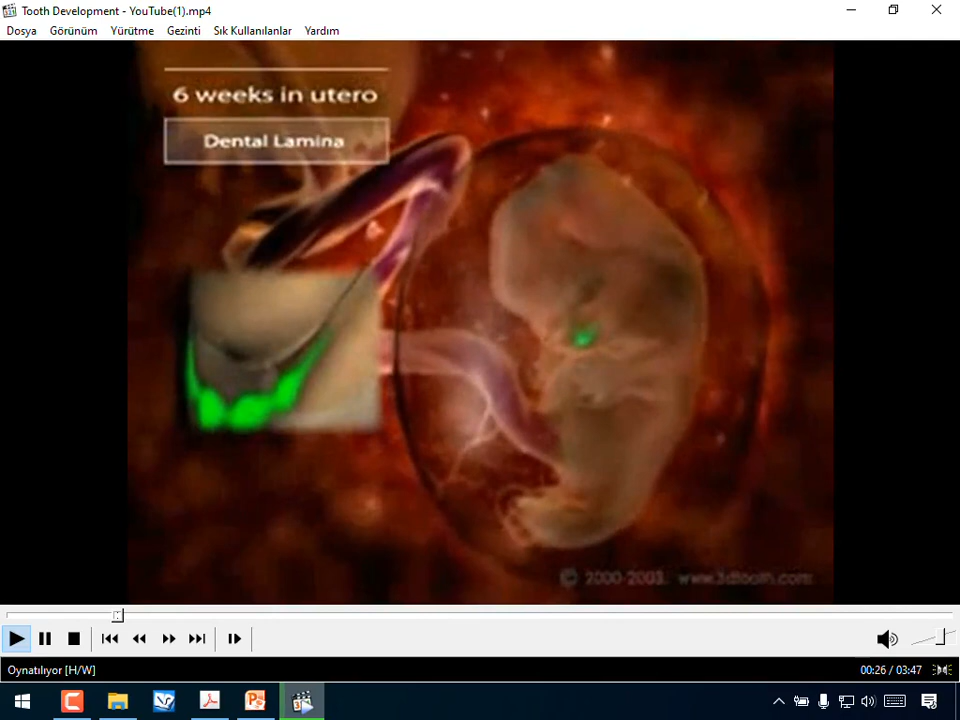 Tooth Development - YouTube(1).mp4
Dosya Görünüm Yürütme Gezinti Sık Kullanılanlar Yardım
6 weeks in utero
Dental Lamina
© 2000-2003. www.3dtooth.com
Oynatılıyor [H/W]
00:26 / 03:47